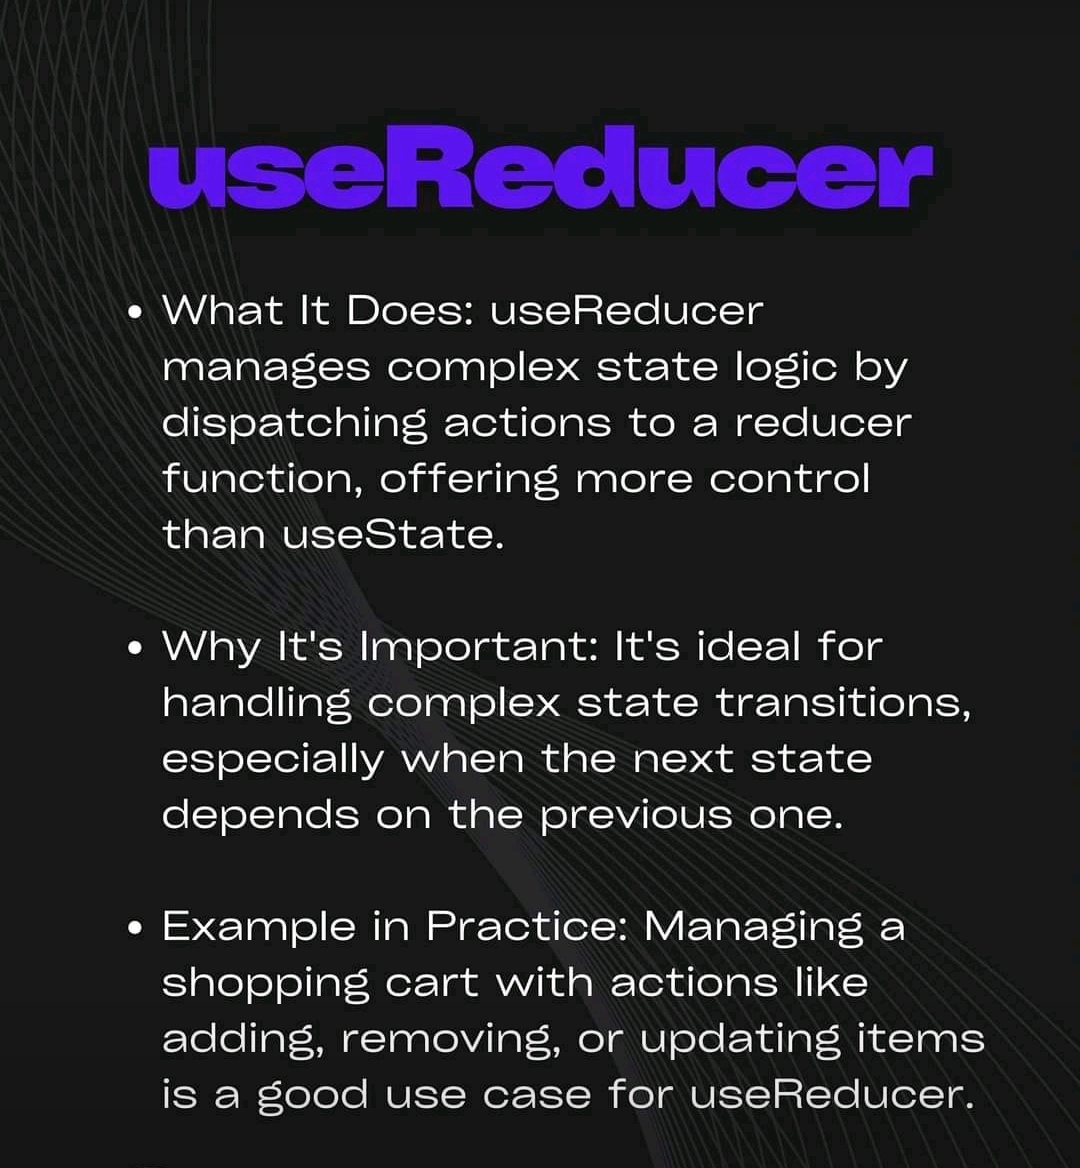 useReducer
• What It Does: useReducer
manages complex state logic by
dispatching actions to a reducer
function, offering more control
than useState.
• Why It's Important: It's ideal for
handling complex state transitions,
especially when the next state
depends on the previous one.
• Example in Practice: Managing a
shopping cart with actions like
adding, removing, or updating items
is a good use case for useReducer.